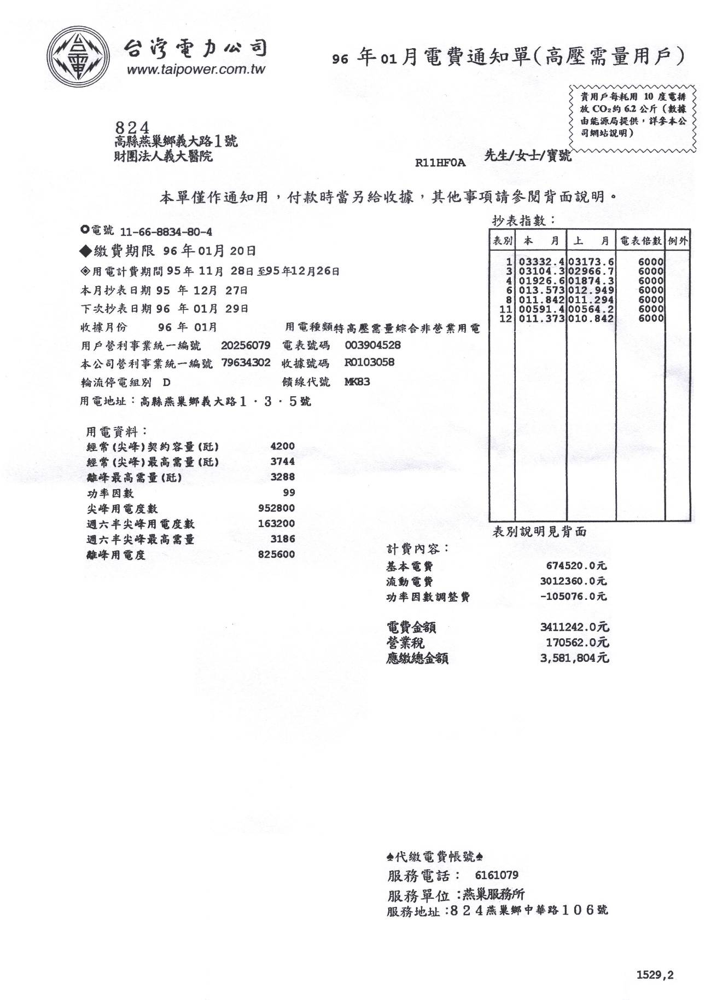 台灣電力公司
www.taipower.com.tw
96 年 01 月電費通知單(高壓需量用戶)
貴用戶每耗用 10 度電排
放 CO₂約 6.2 公斤（數據
由能源局提供，詳參本公
司網站說明）
824
高縣燕巢鄉義大路1號
財團法人義大醫院
R11HF0A 先生/女士/寶號
本單僅作通知用，付款時當另給收據，其他事項請參閱背面說明。
電號 11-66-8834-80-4
◆繳費期限 96 年 01月 20日
◈用電計費期間 95年 11月 28日至95年12月26日
本月抄表日期 95 年 12月 27日
下次抄表日期 96 年 01月 29日
收據月份 96 年 01月 用電種類特高壓需量綜合非營業用電
用戶營利事業統一編號 20256079 電表號碼 003904528
本公司營利事業統一編號 79634302 收據號碼 R0103058
輪流停電組別 D 饋線代號 MK83
用電地址：高縣燕巢鄉義大路1．3．5號
抄表指數：
表別 本 月 上 月 電表倍數 例外
1 03332.4 03173.6 6000
3 03104.3 02966.7 6000
4 01926.6 01874.3 6000
6 013.573 012.949 6000
8 011.842 011.294 6000
11 00591.4 00564.2 6000
12 011.373 010.842 6000
表別說明見背面
用電資料：
經常(尖峰)契約容量(瓩) 4200
經常(尖峰)最高需量(瓩) 3744
離峰最高需量(瓩) 3288
功率因數 99
尖峰用電度數 952800
週六半尖峰用電度數 163200
週六半尖峰最高需量 3186
離峰用電度 825600
計費內容：
基本電費 674520.0元
流動電費 3012360.0元
功率因數調整費 -105076.0元
電費金額 3411242.0元
營業稅 170562.0元
應繳總金額 3,581,804元
♠代繳電費帳號♠
服務電話： 6161079
服務單位：燕巢服務所
服務地址：824燕巢鄉中華路106號
1529,2